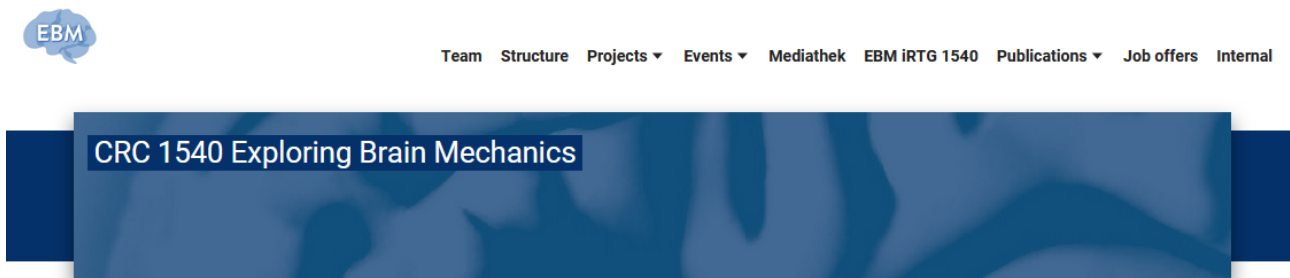 EBM
Team Structure Projects Events Mediathek EBM iRTG 1540 Publications Job offers Internal
CRC 1540 Exploring Brain Mechanics